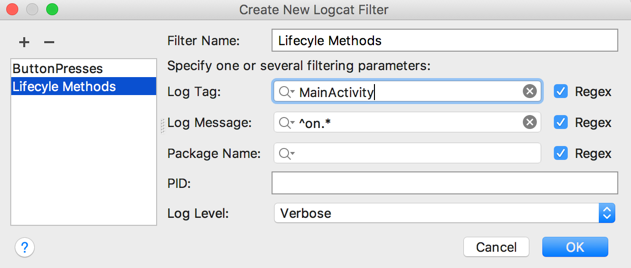 Create New Logcat Filter
+ −
ButtonPresses
Lifecyle Methods
Filter Name: Lifecyle Methods
Specify one or several filtering parameters:
Log Tag: MainActivity Regex
Log Message: ^on.* Regex
Package Name: Regex
PID:
Log Level: Verbose
? Cancel OK